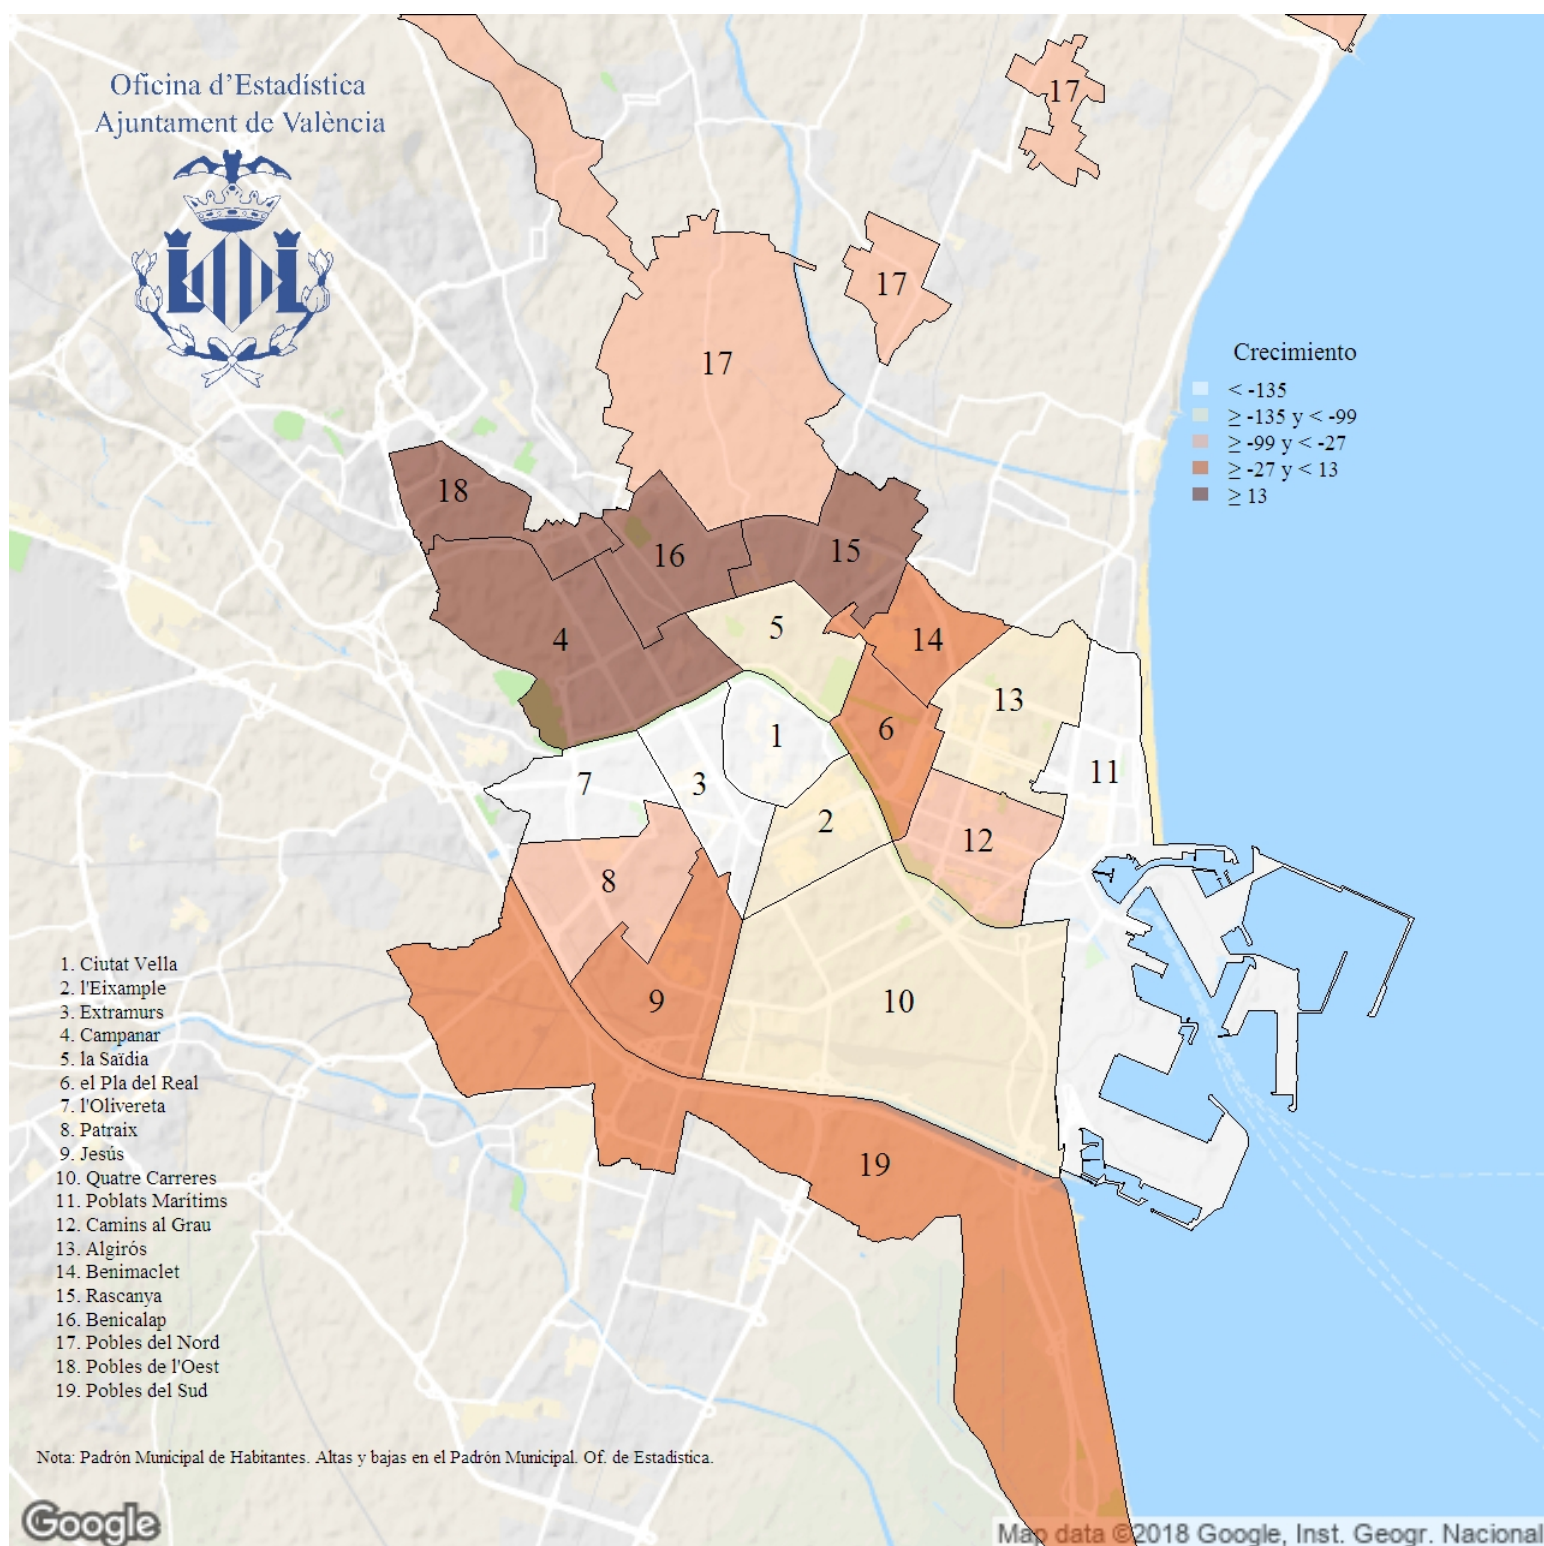 Oficina d’Estadística
Ajuntament de València
17
17
17
Crecimiento
< -135
≥ -135 y < -99
≥ -99 y < -27
≥ -27 y < 13
≥ 13
18
16
15
4
5
14
13
6
1
11
7
3
2
12
8
9
10
19
1. Ciutat Vella
2. l'Eixample
3. Extramurs
4. Campanar
5. la Saïdia
6. el Pla del Real
7. l'Olivereta
8. Patraix
9. Jesús
10. Quatre Carreres
11. Poblats Marítims
12. Camins al Grau
13. Algirós
14. Benimaclet
15. Rascanya
16. Benicalap
17. Pobles del Nord
18. Pobles de l'Oest
19. Pobles del Sud
Nota: Padrón Municipal de Habitantes. Altas y bajas en el Padrón Municipal. Of. de Estadística.
Google
Map data ©2018 Google, Inst. Geogr. Nacional